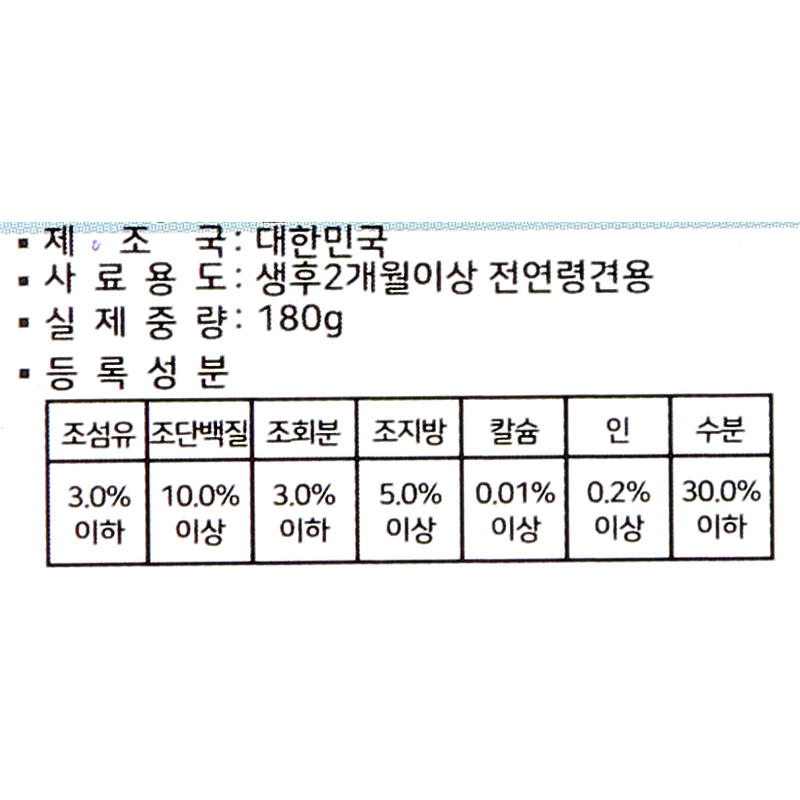 ▪ 제 조 국 : 대한민국
▪ 사 료 용 도 : 생후2개월이상 전연령견용
▪ 실 제 중 량 : 180g
▪ 등 록 성 분
조섬유 조단백질 조회분 조지방 칼슘 인 수분
3.0% 10.0% 3.0% 5.0% 0.01% 0.2% 30.0%
이하 이상 이하 이상 이상 이상 이하